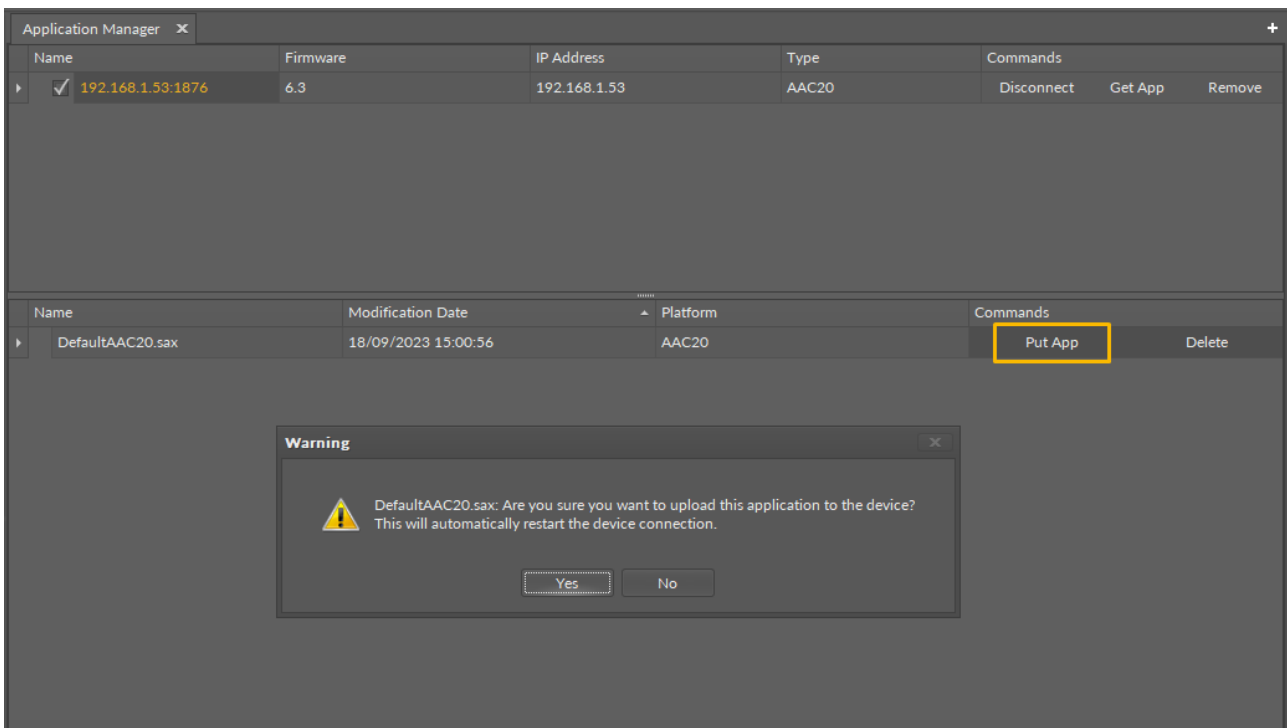 Application Manager
Name Firmware IP Address Type Commands
192.168.1.53:1876 6.3 192.168.1.53 AAC20 Disconnect Get App Remove
Name Modification Date Platform Commands
DefaultAAC20.sax 18/09/2023 15:00:56 AAC20 Put App Delete
Warning
DefaultAAC20.sax: Are you sure you want to upload this application to the device?
This will automatically restart the device connection.
Yes No